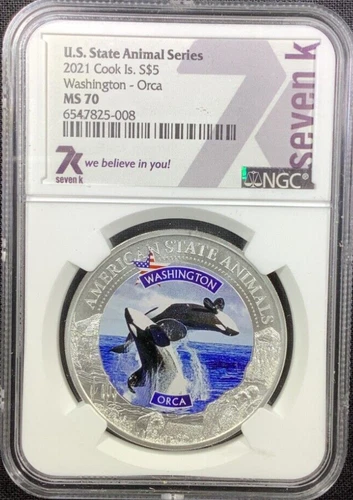 U.S. State Animal Series
2021 Cook Is. S$5
Washington - Orca
MS 70
6547825-008
7k
seven k
we believe in you!
NGC
seven k
AMERICAN STATE ANIMALS
WASHINGTON
ORCA